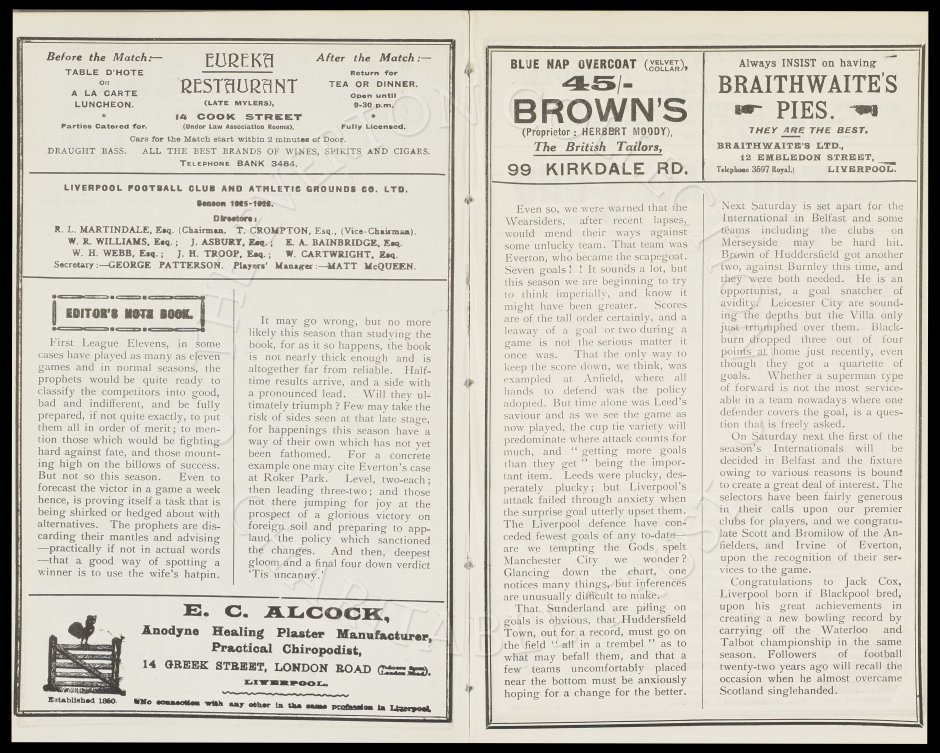 Before the Match:—
TABLE D'HOTE
OR
A LA CARTE
LUNCHEON.
*
Parties Catered for.
EUREKA
RESTAURANT
(LATE MYLERS),
14 COOK STREET
(Under Law Association Rooms),
After the Match:—
Return for
TEA OR DINNER.
Open until
9-30 p.m.
*
Fully Licensed.
Cars for the Match start within 2 minutes of Door.
DRAUGHT BASS. ALL THE BEST BRANDS OF WINES, SPIRITS AND CIGARS.
TELEPHONE BANK 3484.
LIVERPOOL FOOTBALL CLUB AND ATHLETIC GROUNDS CO. LTD.
Season 1925-1926.
Directors:
R. L. MARTINDALE, Esq. (Chairman. T. CROMPTON, Esq., (Vice-Chairman).
W. R. WILLIAMS, Esq.; J. ASBURY, Esq.; E. A. BAINBRIDGE, Esq.
W. H. WEBB, Esq.; J. H. TROOP, Esq.; W. CARTWRIGHT, Esq.
Secretary:—GEORGE PATTERSON. Players' Manager:—MATT McQUEEN.
EDITOR'S NOTE BOOK.
First League Elevens, in some
cases have played as many as eleven
games and in normal seasons, the
prophets would be quite ready to
classify the competitors into good,
bad and indifferent, and be fully
prepared, if not quite exactly, to put
them all in order of merit; to men-
tion those which would be fighting
hard against fate, and those mount-
ing high on the billows of success.
But not so this season. Even to
forecast the victor in a game a week
hence, is proving itself a task that is
being shirked or hedged about with
alternatives. The prophets are dis-
carding their mantles and advising
—practically if not in actual words
—that a good way of spotting a
winner is to use the wife's hatpin.
It may go wrong, but no more
likely this season than studying the
book, for as it so happens, the book
is not nearly thick enough and is
altogether far from reliable. Half-
time results arrive, and a side with
a pronounced lead. Will they ul-
timately triumph? Few may take the
risk of sides seen at that late stage,
for happenings this season have a
way of their own which has not yet
been fathomed. For a concrete
example one may cite Everton's case
at Roker Park. Level, two-each;
then leading three-two; and those
not there jumping for joy at the
prospect of a glorious victory on
foreign soil and preparing to app-
laud the policy which sanctioned
the changes. And then, deepest
gloom and a final four down verdict
'Tis uncanny.'
E. C. ALCOCK,
Anodyne Healing Plaster Manufacturer,
Practical Chiropodist,
14 GREEK STREET, LONDON ROAD
LIVERPOOL.
Established 1860.
Who connection with any other in the same profession in Liverpool.
BLUE NAP OVERCOAT (VELVET COLLAR),
45/-
BROWN'S
(Proprietor: HERBERT MOODY),
The British Tailors,
99 KIRKDALE RD.
Always INSIST on having
BRAITHWAITE'S
PIES.
THEY ARE THE BEST.
BRAITHWAITE'S LTD.,
12 EMBLEDON STREET,
Telephone 3597 Royal. LIVERPOOL.
Even so, we were warned that the
Wearsiders, after recent lapses,
would mend their ways against
some unlucky team. That team was
Everton, who became the scapegoat.
Seven goals!! It sounds a lot, but
this season we are beginning to try
to think imperially, and know it
might have been greater. Scores
are of the tall order certainly, and a
leaway of a goal or two during a
game is not the serious matter it
once was. That the only way to
keep the score down, we think, was
exampled at Anfield, where all
hands to defend was the policy
adopted. But time alone was Leed's
saviour and as we see the game as
now played, the cup tie variety will
predominate where attack counts for
much, and "getting more goals
than they get" being the impor-
tant item. Leeds were plucky, des-
perately plucky; but Liverpool's
attack failed through anxiety when
the surprise goal utterly upset them.
The Liverpool defence have con-
ceded fewest goals of any to-date—
are we tempting the Gods spelt
Manchester City we wonder?
Glancing down the chart, one
notices many things, but inferences
are unusually difficult to make.
That Sunderland are piling on
goals is obvious, that Huddersfield
Town, out for a record, must go on
the field "all in a trembel" as to
what may befall them, and that a
few teams uncomfortably placed
near the bottom must be anxiously
hoping for a change for the better.
Next Saturday is set apart for the
International in Belfast and some
teams including the clubs on
Merseyside may be hard hit.
Brown of Huddersfield got another
two, against Burnley this time, and
they were both needed. He is an
opportunist, a goal snatcher of
avidity. Leicester City are sound-
ing the depths but the Villa only
just triumphed over them. Black-
burn dropped three out of four
points at home just recently, even
though they got a quartette of
goals. Whether a superman type
of forward is not the most service-
able in a team nowadays where one
defender covers the goal, is a ques-
tion that is freely asked.
On Saturday next the first of the
season's Internationals will be
decided in Belfast and the fixture
owing to various reasons is bound
to create a great deal of interest. The
selectors have been fairly generous
in their calls upon our premier
clubs for players, and we congratu-
late Scott and Bromilow of the An-
fielders, and Irvine of Everton,
upon the recognition of their ser-
vices to the game.
Congratulations to Jack Cox,
Liverpool born if Blackpool bred,
upon his great achievements in
creating a new bowling record by
carrying off the Waterloo and
Talbot championship in the same
season. Followers of football
twenty-two years ago will recall the
occasion when he almost overcame
Scotland singlehanded.